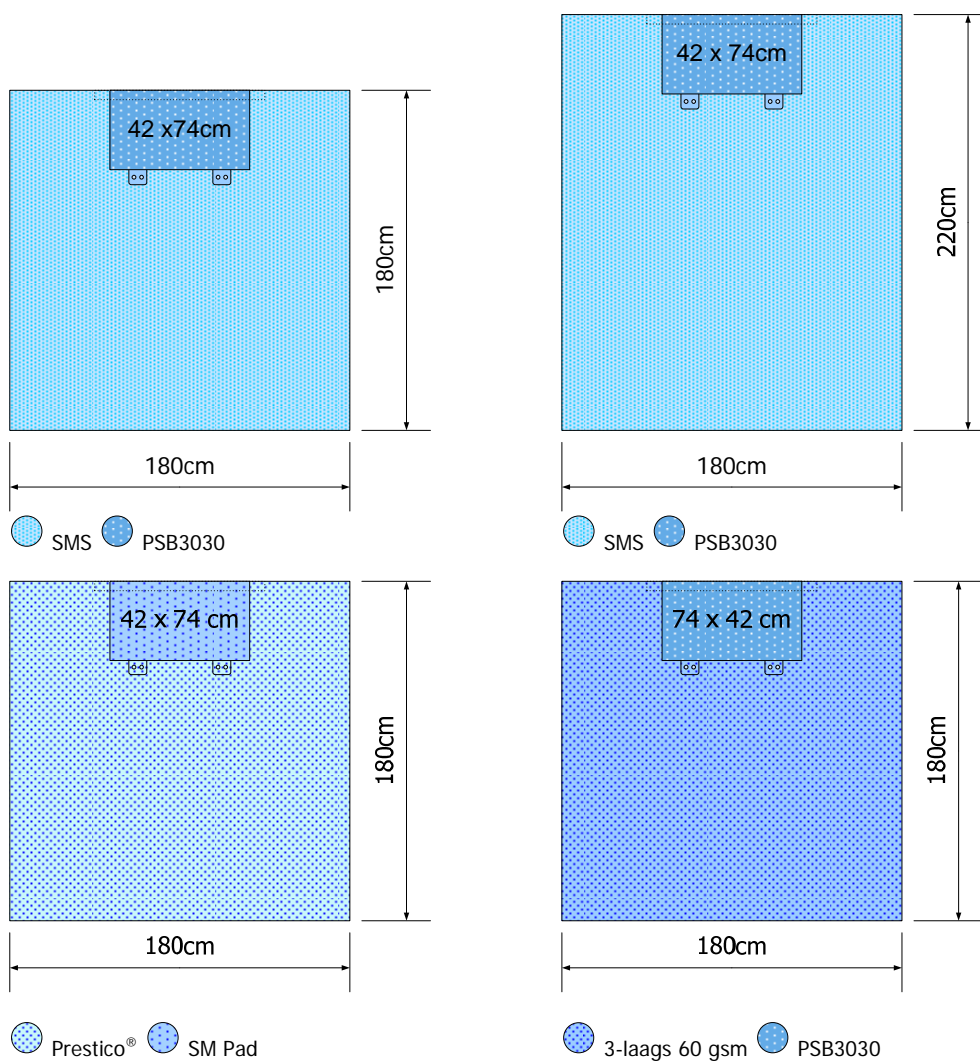 42 x74cm
180cm
180cm
SMS PSB3030
42 x 74cm
220cm
180cm
SMS PSB3030
42 x 74 cm
180cm
180cm
Prestico® SM Pad
74 x 42 cm
180cm
180cm
3-laags 60 gsm PSB3030